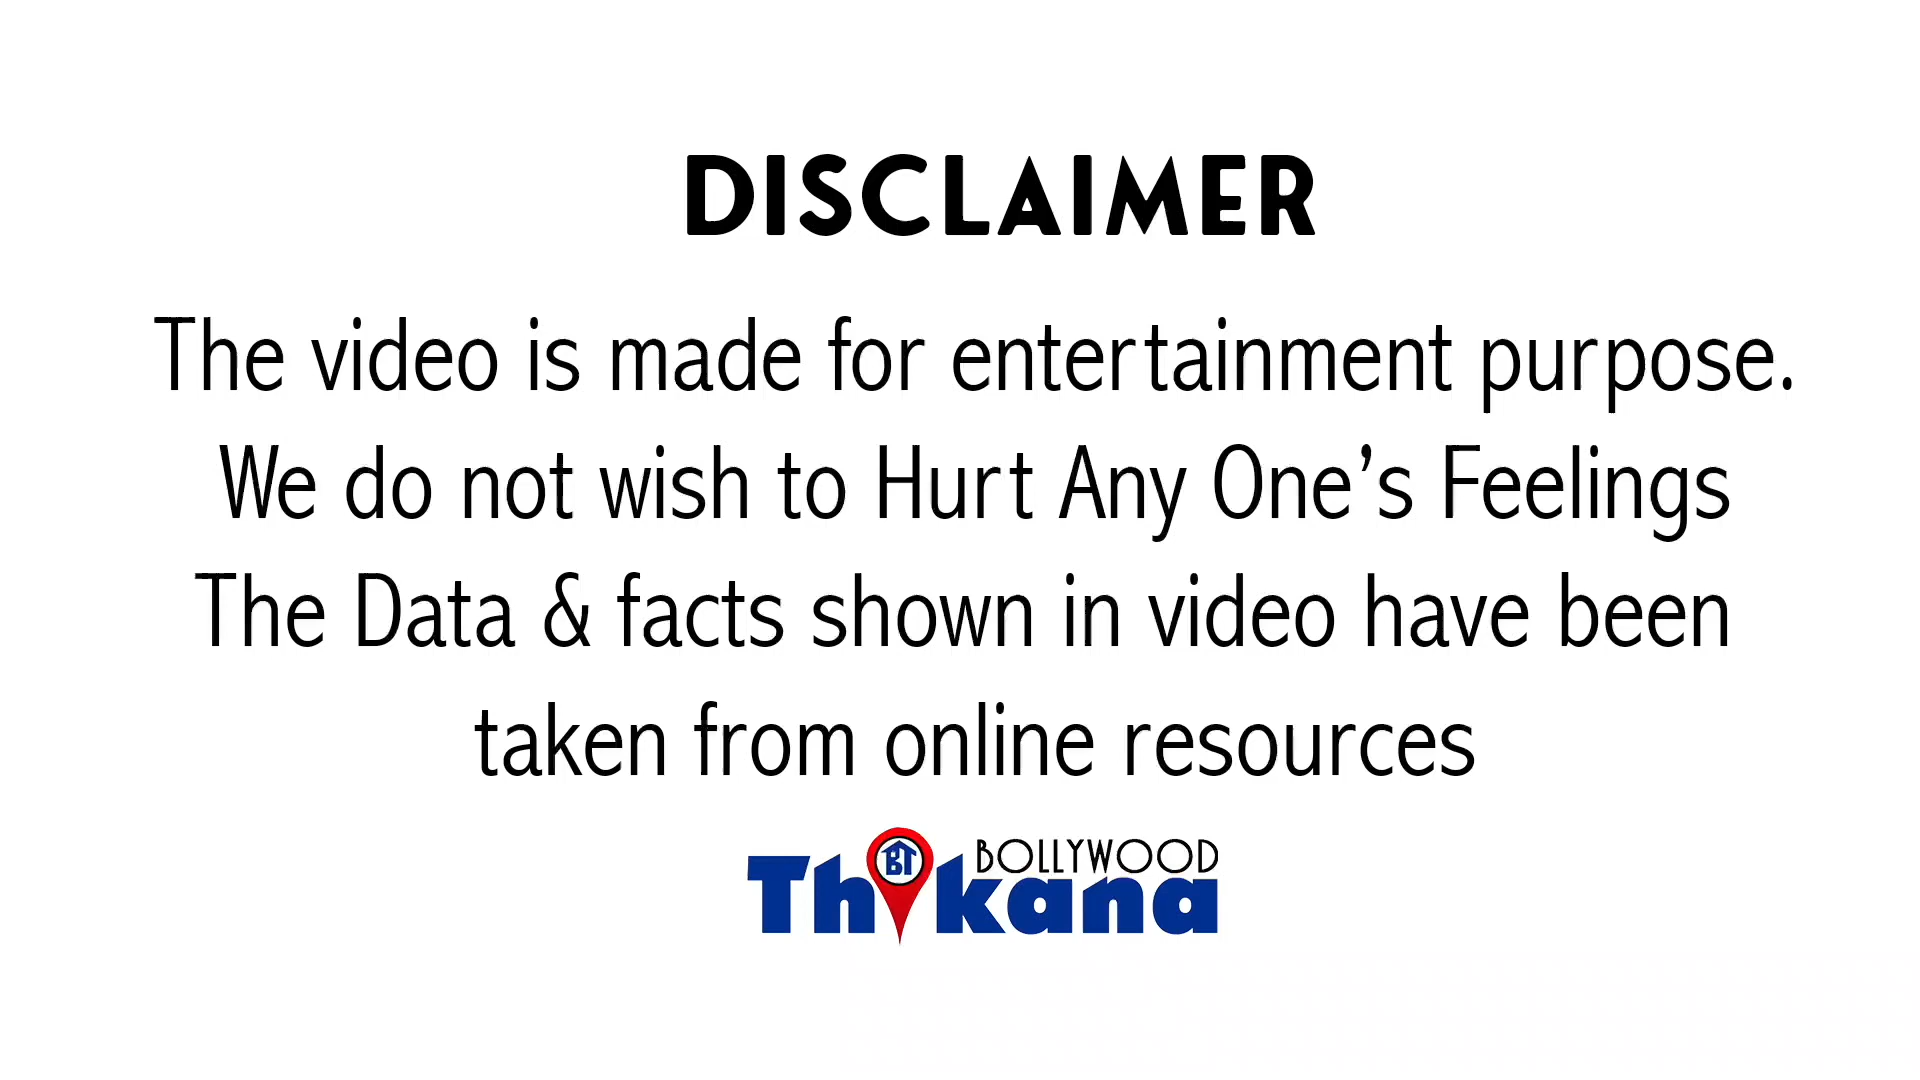 DISCLAIMER
The video is made for entertainment purpose.
We do not wish to Hurt Any One’s Feelings
The Data & facts shown in video have been
taken from online resources
BT
BOLLYWOOD
Thikana